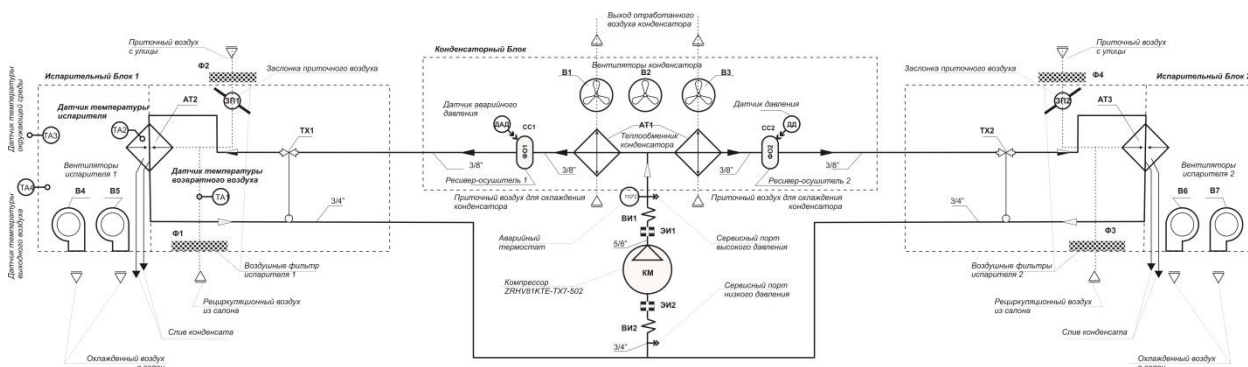 Приточный воздух
с улицы
Ф2
Заслонка приточного воздуха
Испарительный Блок 1
ЗП1
Датчик температуры
испарителя
АТ2
ТА2
Датчик температуры
окружающей среды
ТА3
ТХ1
Вентиляторы
испарителя 1
В4
В5
Датчик температуры
возвратного воздуха
ТА1
ТА4
Датчик температуры
выходного воздуха
3/4"
Ф1
Воздушные фильтр
испарителя 1
Рециркуляционный воздух
из салона
Слив конденсата
Охлажденный воздух
Выход отработанного
воздуха конденсатора
Конденсаторный Блок
Вентиляторы конденсатора
В1
В2
В3
Датчик аварийного
давления
ДАД
СС1
ФО1
АТ1
Теплообменник
конденсатора
Датчик давления
ДД
СС2
ФО2
3/8"
3/8"
3/8"
3/8"
Ресивер-осушитель 1
Ресивер-осушитель 2
Приточный воздух для охлаждения
конденсатора
Приточный воздух для охлаждения
конденсатора
Аварийный
термостат
ВИ1
ЭИ1
5/8"
Сервисный порт
высокого давления
Компрессор
ZRHV81KTE-TX7-502
КМ
Сервисный порт
низкого давления
ЭИ2
ВИ2
3/4"
Приточный воздух
с улицы
Ф4
Заслонка приточного воздуха
ЗП2
Испарительный Блок 2
АТ3
ТХ2
Вентиляторы
испарителя 2
В6
В7
3/4"
Ф3
Воздушные фильтры
испарителя 2
Рециркуляционный воздух
из салона
Слив конденсата
Охлажденный воздух